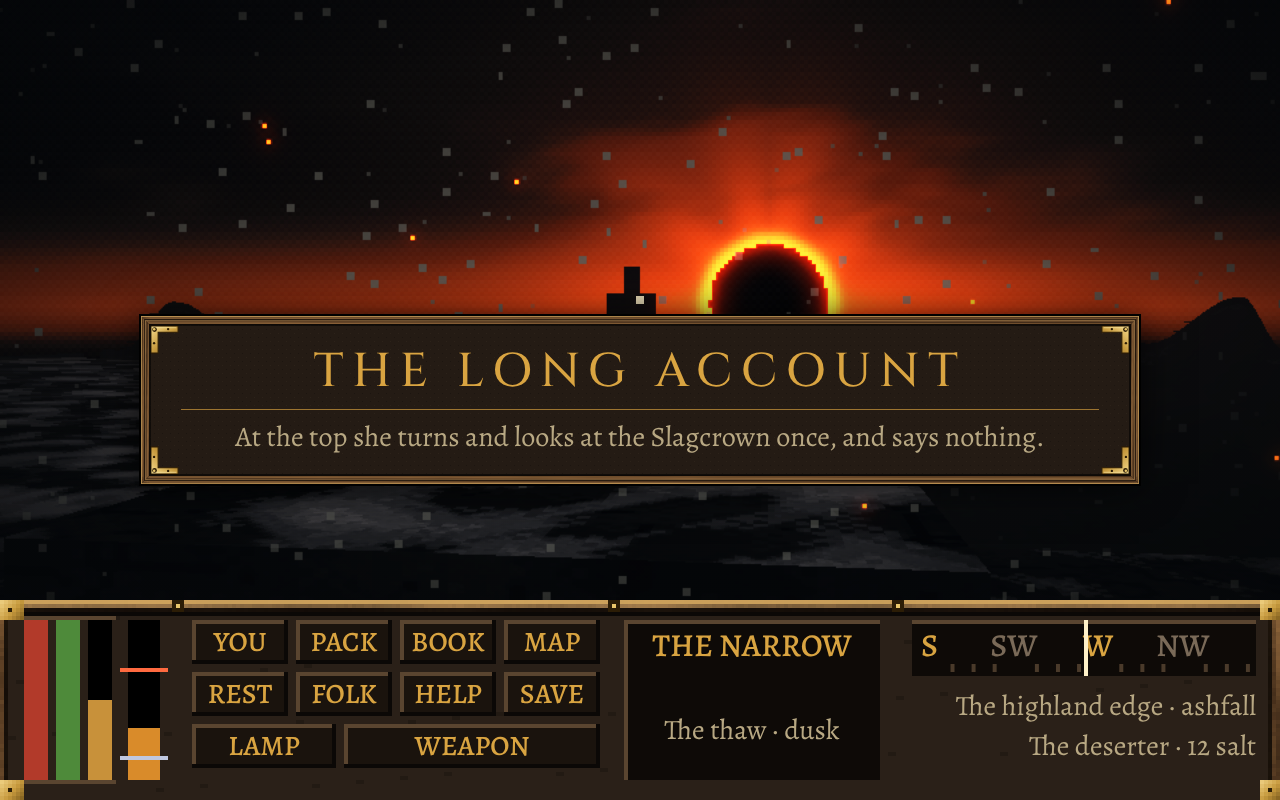 THE LONG ACCOUNT
At the top she turns and looks at the Slagcrown once, and says nothing.
YOU PACK BOOK MAP
REST FOLK HELP SAVE
LAMP WEAPON
THE NARROW
The thaw · dusk
S SW W NW
The highland edge · ashfall
The deserter · 12 salt